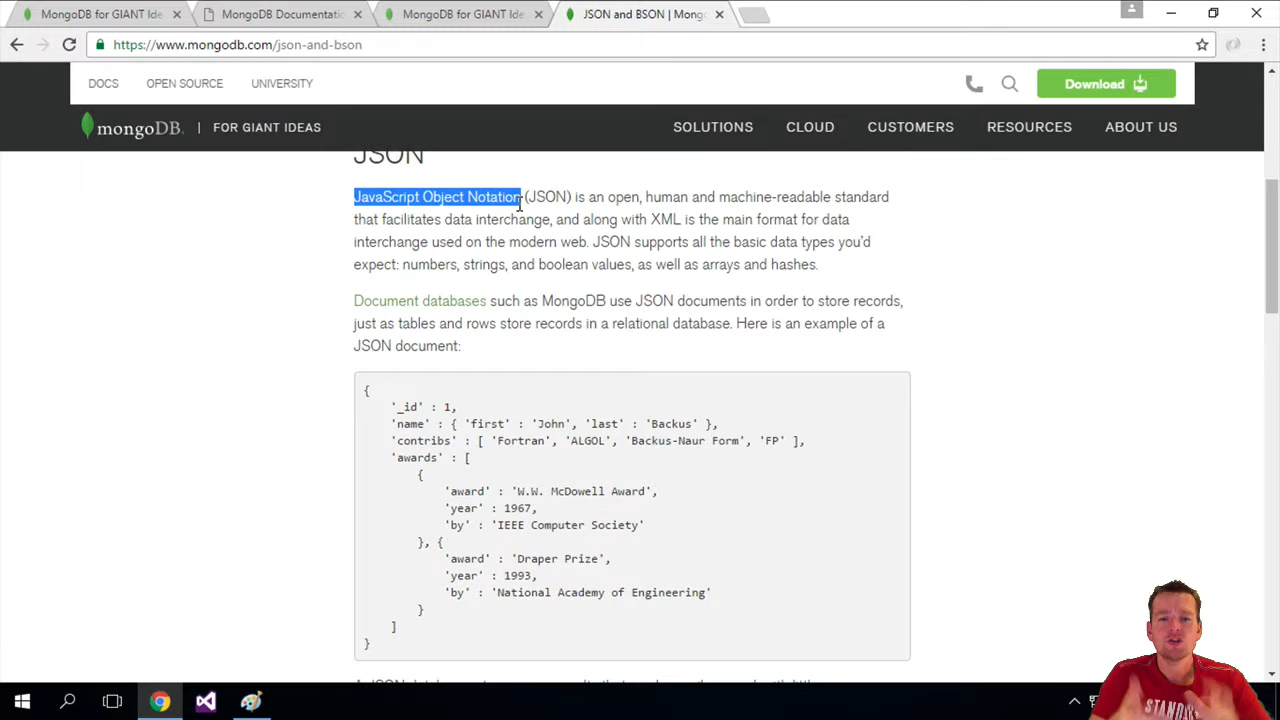 MongoDB for GIANT Ide
MongoDB Documentati
MongoDB for GIANT Ide
JSON and BSON | Mong
https://www.mongodb.com/json-and-bson
DOCS OPEN SOURCE UNIVERSITY
Download
mongoDB. | FOR GIANT IDEAS
SOLUTIONS CLOUD CUSTOMERS RESOURCES ABOUT US
JSON
JavaScript Object Notation (JSON) is an open, human and machine-readable standard
that facilitates data interchange, and along with XML is the main format for data
interchange used on the modern web. JSON supports all the basic data types you'd
expect: numbers, strings, and boolean values, as well as arrays and hashes.
Document databases such as MongoDB use JSON documents in order to store records,
just as tables and rows store records in a relational database. Here is an example of a
JSON document:
{
'_id' : 1,
'name' : { 'first' : 'John', 'last' : 'Backus' },
'contribs' : [ 'Fortran', 'ALGOL', 'Backus-Naur Form', 'FP' ],
'awards' : [
{
'award' : 'W.W. McDowell Award',
'year' : 1967,
'by' : 'IEEE Computer Society'
}, {
'award' : 'Draper Prize',
'year' : 1993,
'by' : 'National Academy of Engineering'
}
]
}
STANDARDS